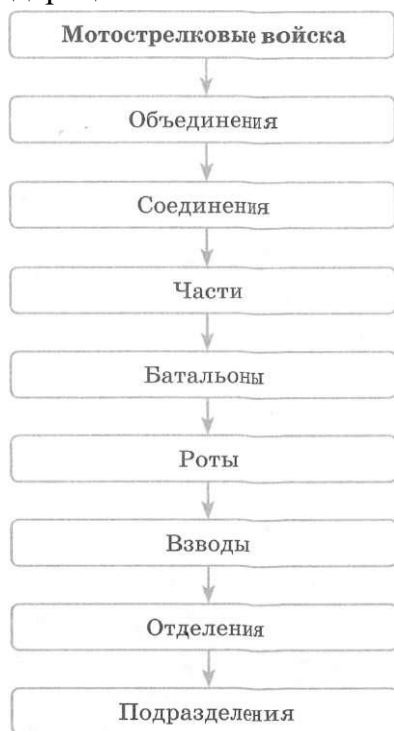 Мотострелковые войска
Объединения
Соединения
Части
Батальоны
Роты
Взводы
Отделения
Подразделения